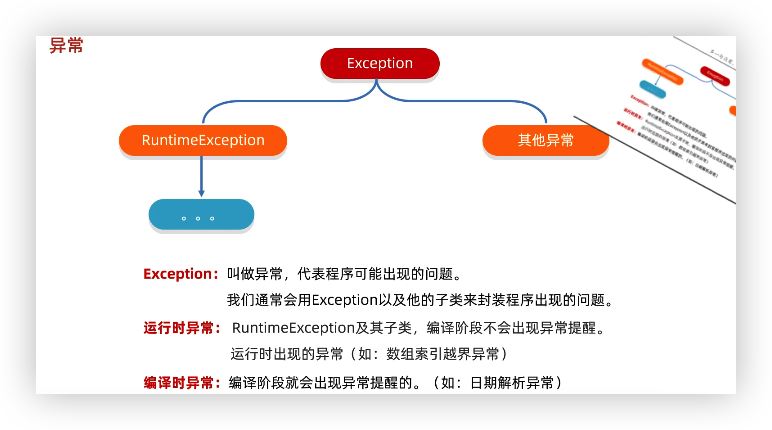 异常
Exception
RuntimeException
其他异常
。。。
Exception：叫做异常，代表程序可能出现的问题。
我们通常会用Exception以及他的子类来封装程序出现的问题。
运行时异常： RuntimeException及其子类，编译阶段不会出现异常提醒。
运行时出现的异常（如：数组索引越界异常）
编译时异常：编译阶段就会出现异常提醒的。（如：日期解析异常）